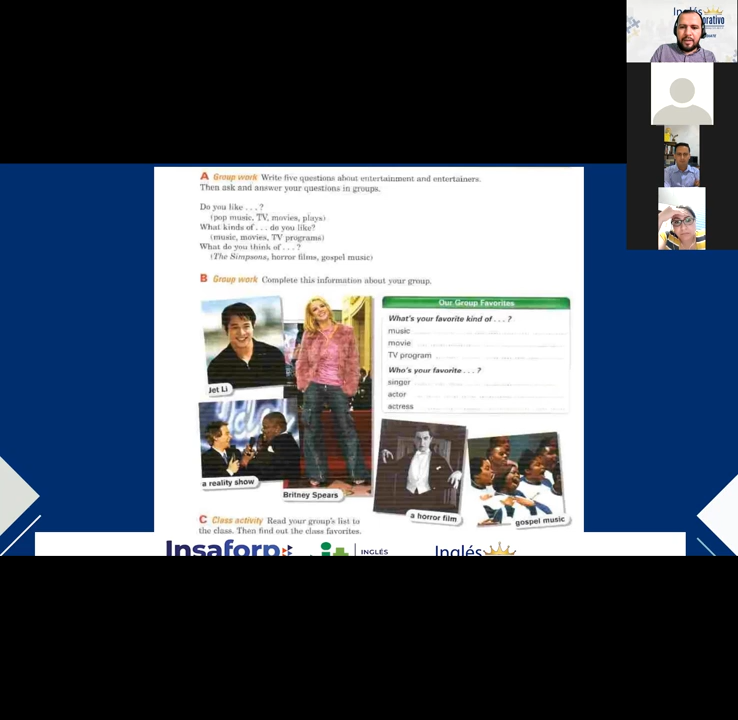 Inglés
orativo
A Group work Write five questions about entertainment and entertainers.
Then ask and answer your questions in groups.
Do you like . . . ?
(pop music, TV, movies, plays)
What kinds of . . . do you like?
(music, movies, TV programs)
What do you think of . . . ?
(The Simpsons, horror films, gospel music)
B Group work Complete this information about your group.
Our Group Favorites
What's your favorite kind of . . . ?
music
movie
TV program
Who's your favorite . . . ?
singer
actor
actress
Jet Li
a reality show
Britney Spears
a horror film
gospel music
C Class activity Read your group's list to
the class. Then find out the class favorites.
Insaforp
INGLÉS
Inglés